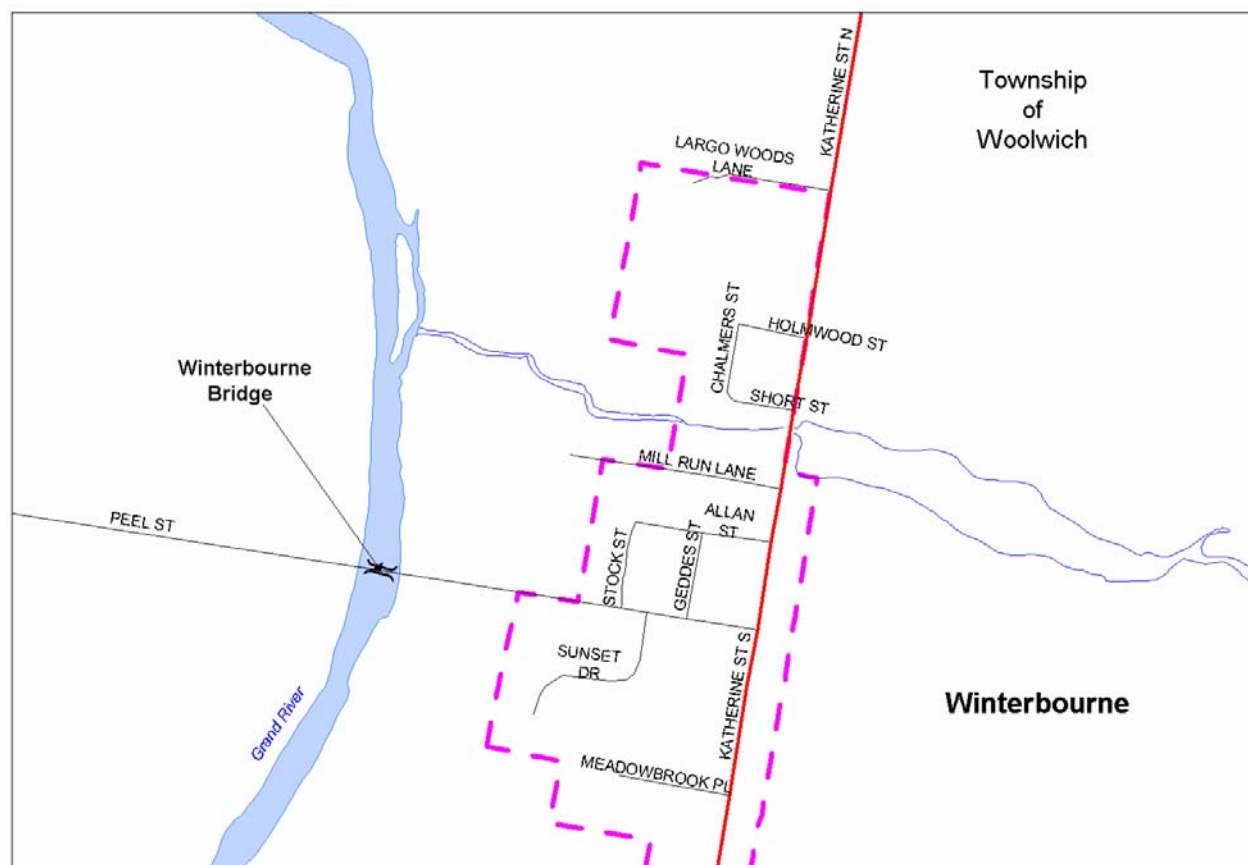 KATHERINE ST N
Township
of
Woolwich
LARGO WOODS
LANE
CHALMERS ST
HOLMWOOD ST
SHORT ST
Winterbourne
Bridge
MILL RUN LANE
PEEL ST
ALLAN
ST
STOCK ST
GEDDES ST
SUNSET
DR
KATHERINE ST S
Grand River
Winterbourne
MEADOWBROOK PL